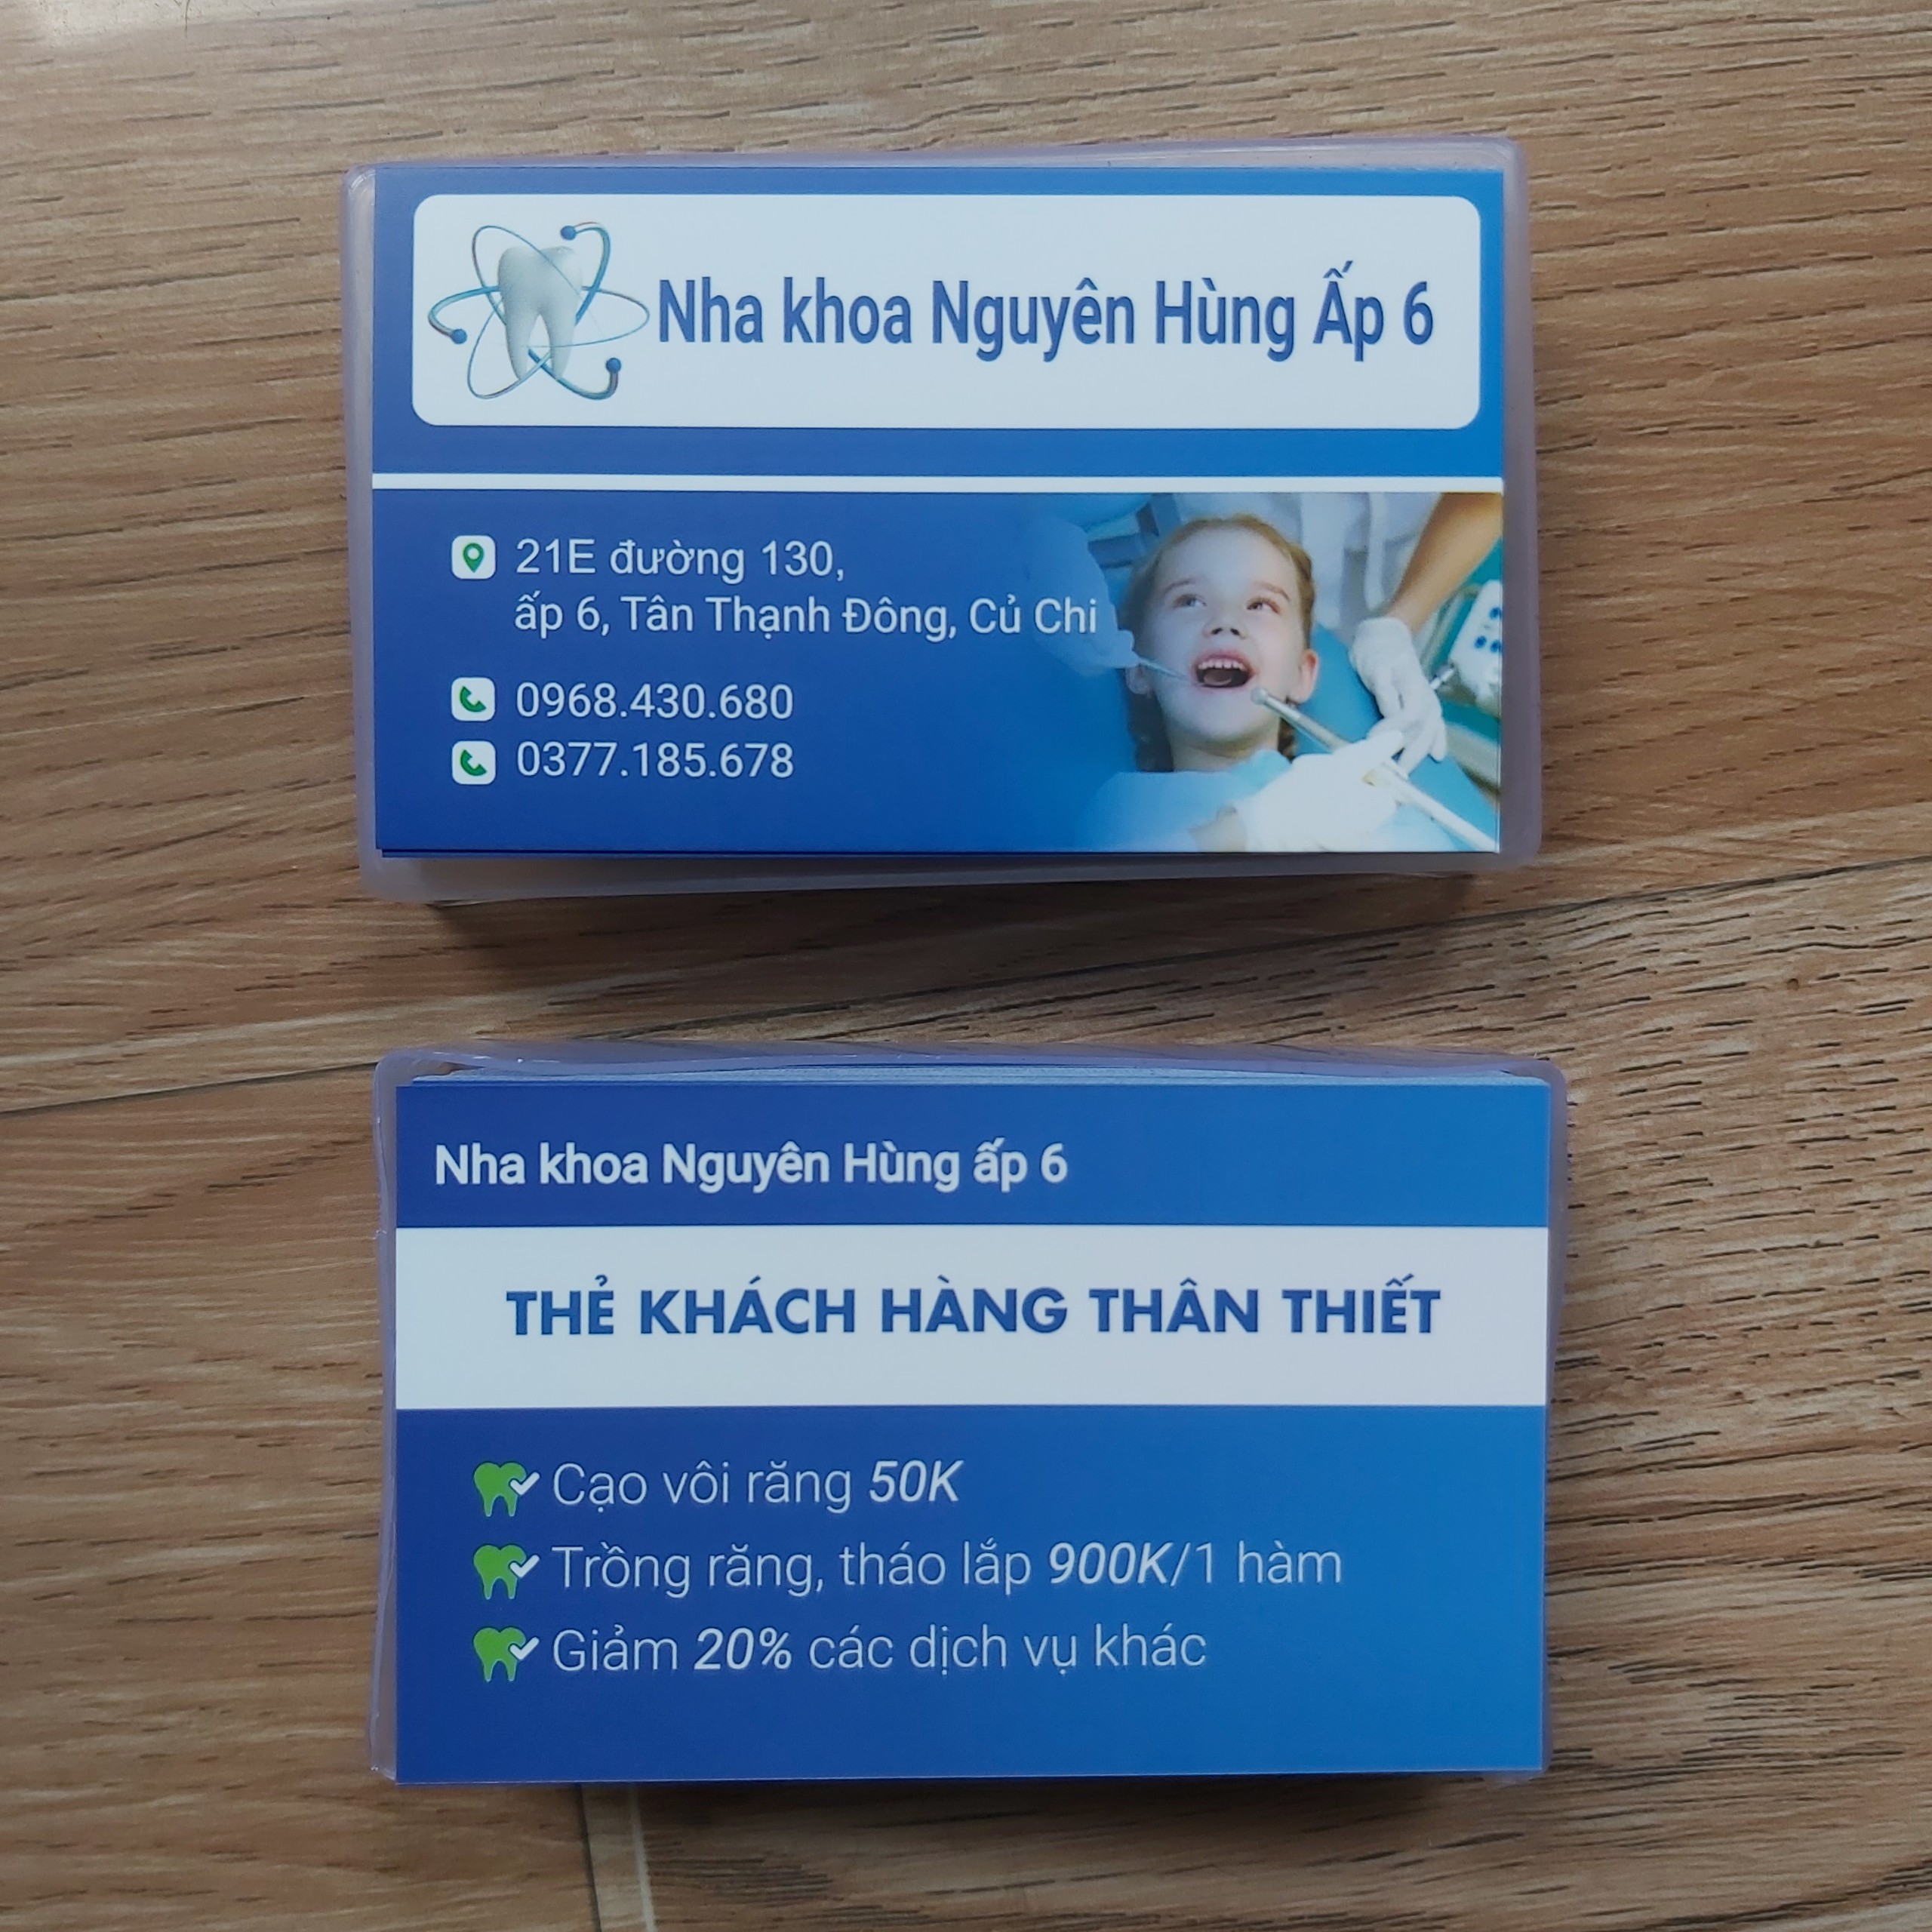 Nha khoa Nguyên Hùng Ấp 6
21E đường 130,
ấp 6, Tân Thạnh Đông, Củ Chi
0968.430.680
0377.185.678
Nha khoa Nguyên Hùng ấp 6
THẺ KHÁCH HÀNG THÂN THIẾT
Cạo vôi răng 50K
Trồng răng, tháo lắp 900K/1 hàm
Giảm 20% các dịch vụ khác